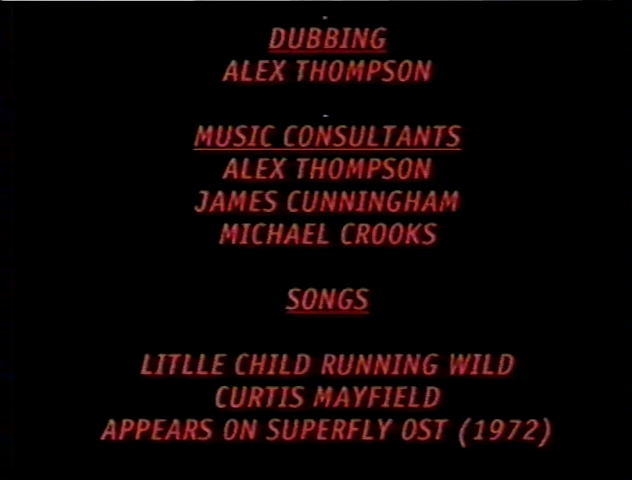 DUBBING
ALEX THOMPSON
MUSIC CONSULTANTS
ALEX THOMPSON
JAMES CUNNINGHAM
MICHAEL CROOKS
SONGS
LITLLE CHILD RUNNING WILD
CURTIS MAYFIELD
APPEARS ON SUPERFLY OST (1972)